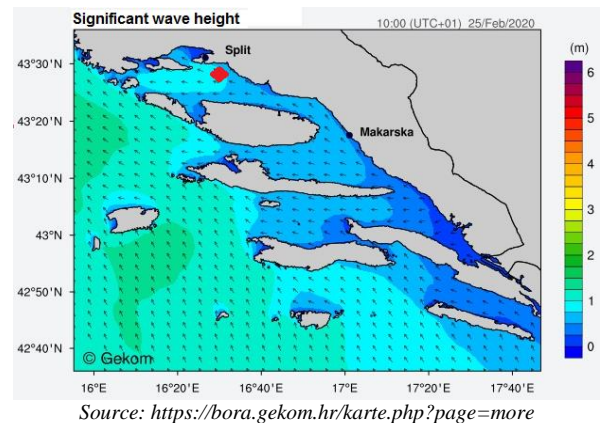 Significant wave height
10:00 (UTC+01) 25/Feb/2020
(m)
43°30'N
43°20'N
43°10'N
43°N
42°50'N
42°40'N
Split
Makarska
6
5
4
3
2
1
0
© Gekom
16°E
16°20'E
16°40'E
17°E
17°20'E
17°40'E
Source: https://bora.gekom.hr/karte.php?page=more